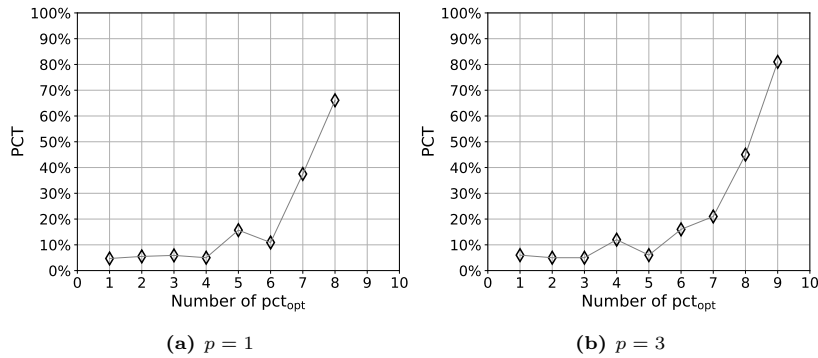 100%
90%
80%
70%
60%
50%
40%
30%
20%
10%
0%
PCT
0 1 2 3 4 5 6 7 8 9 10
Number of pct_opt
(a) p = 1
100%
90%
80%
70%
60%
50%
40%
30%
20%
10%
0%
PCT
0 1 2 3 4 5 6 7 8 9 10
Number of pct_opt
(b) p = 3